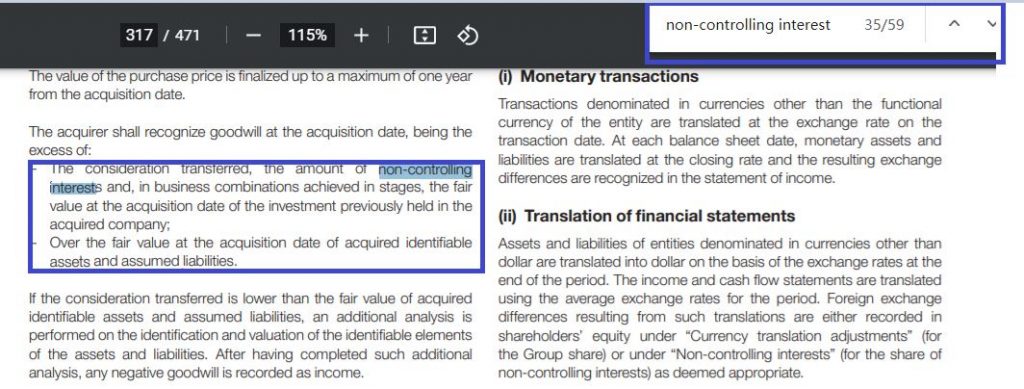 317 / 471 — 115% +
non-controlling interest 35/59
The value of the purchase price is finalized up to a maximum of one year
from the acquisition date.
The acquirer shall recognize goodwill at the acquisition date, being the
excess of:
- The consideration transferred, the amount of non-controlling
interests and, in business combinations achieved in stages, the fair
value at the acquisition date of the investment previously held in the
acquired company;
- Over the fair value at the acquisition date of acquired identifiable
assets and assumed liabilities.
If the consideration transferred is lower than the fair value of acquired
identifiable assets and assumed liabilities, an additional analysis is
performed on the identification and valuation of the identifiable elements
of the assets and liabilities. After having completed such additional
analysis, any negative goodwill is recorded as income.
(i) Monetary transactions
Transactions denominated in currencies other than the functional
currency of the entity are translated at the exchange rate on the
transaction date. At each balance sheet date, monetary assets and
liabilities are translated at the closing rate and the resulting exchange
differences are recognized in the statement of income.
(ii) Translation of financial statements
Assets and liabilities of entities denominated in currencies other than
dollar are translated into dollar on the basis of the exchange rates at the
end of the period. The income and cash flow statements are translated
using the average exchange rates for the period. Foreign exchange
differences resulting from such translations are either recorded in
shareholders’ equity under “Currency translation adjustments” (for
the Group share) or under “Non-controlling interests” (for the share of
non-controlling interests) as deemed appropriate.